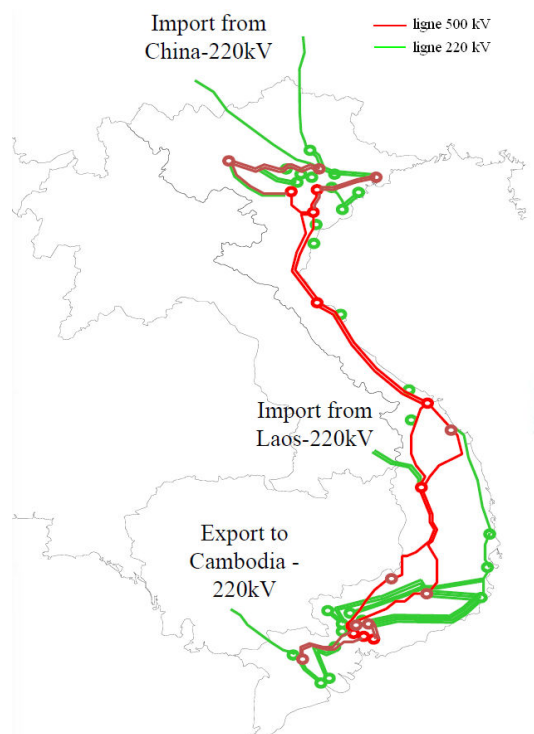 Import from
China-220kV
ligne 500 kV
ligne 220 kV
Import from
Laos-220kV
Export to
Cambodia -
220kV